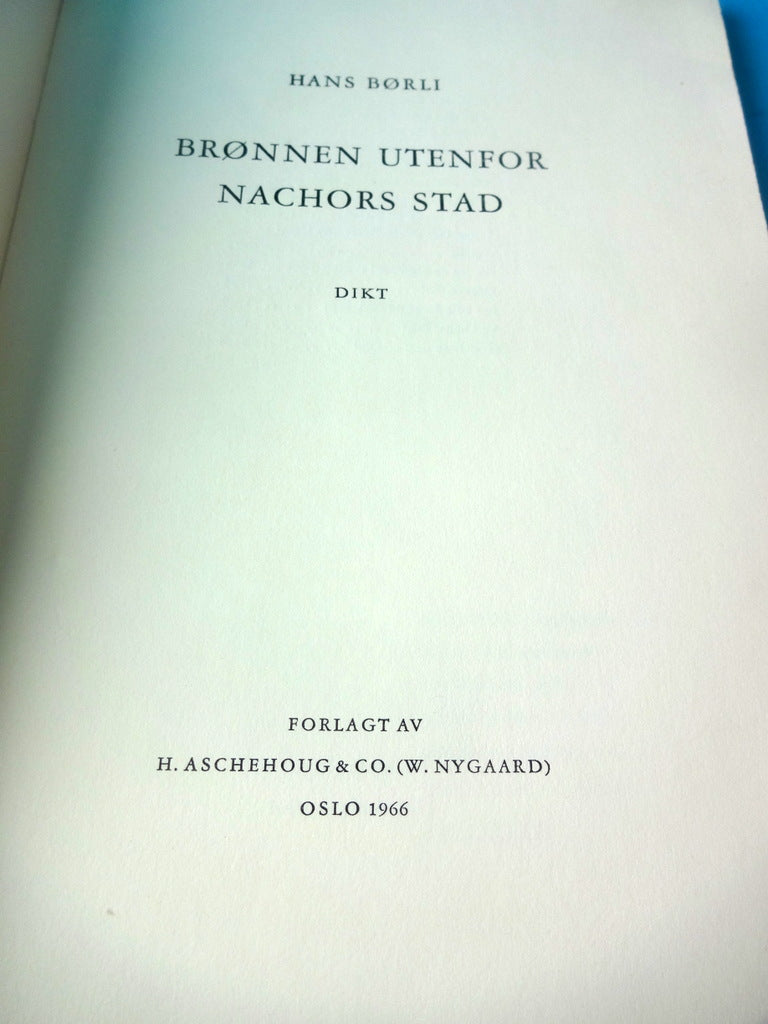 HANS BØRLI
BRØNNEN UTENFOR
NACHORS STAD
DIKT
FORLAGT AV
H. ASCHEHOUG & CO. (W. NYGAARD)
OSLO 1966